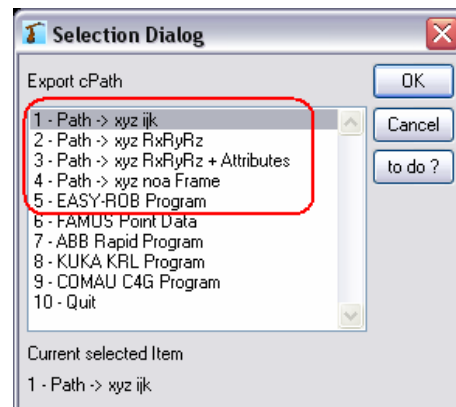 Selection Dialog
Export cPath
OK
Cancel
to do ?
1 - Path -> xyz ijk
2 - Path -> xyz RxRyRz
3 - Path -> xyz RxRyRz + Attributes
4 - Path -> xyz noa Frame
5 - EASY-ROB Program
6 - FAMOS Point Data
7 - ABB Rapid Program
8 - KUKA KRL Program
9 - COMAU C4G Program
10 - Quit
Current selected Item
1 - Path -> xyz ijk